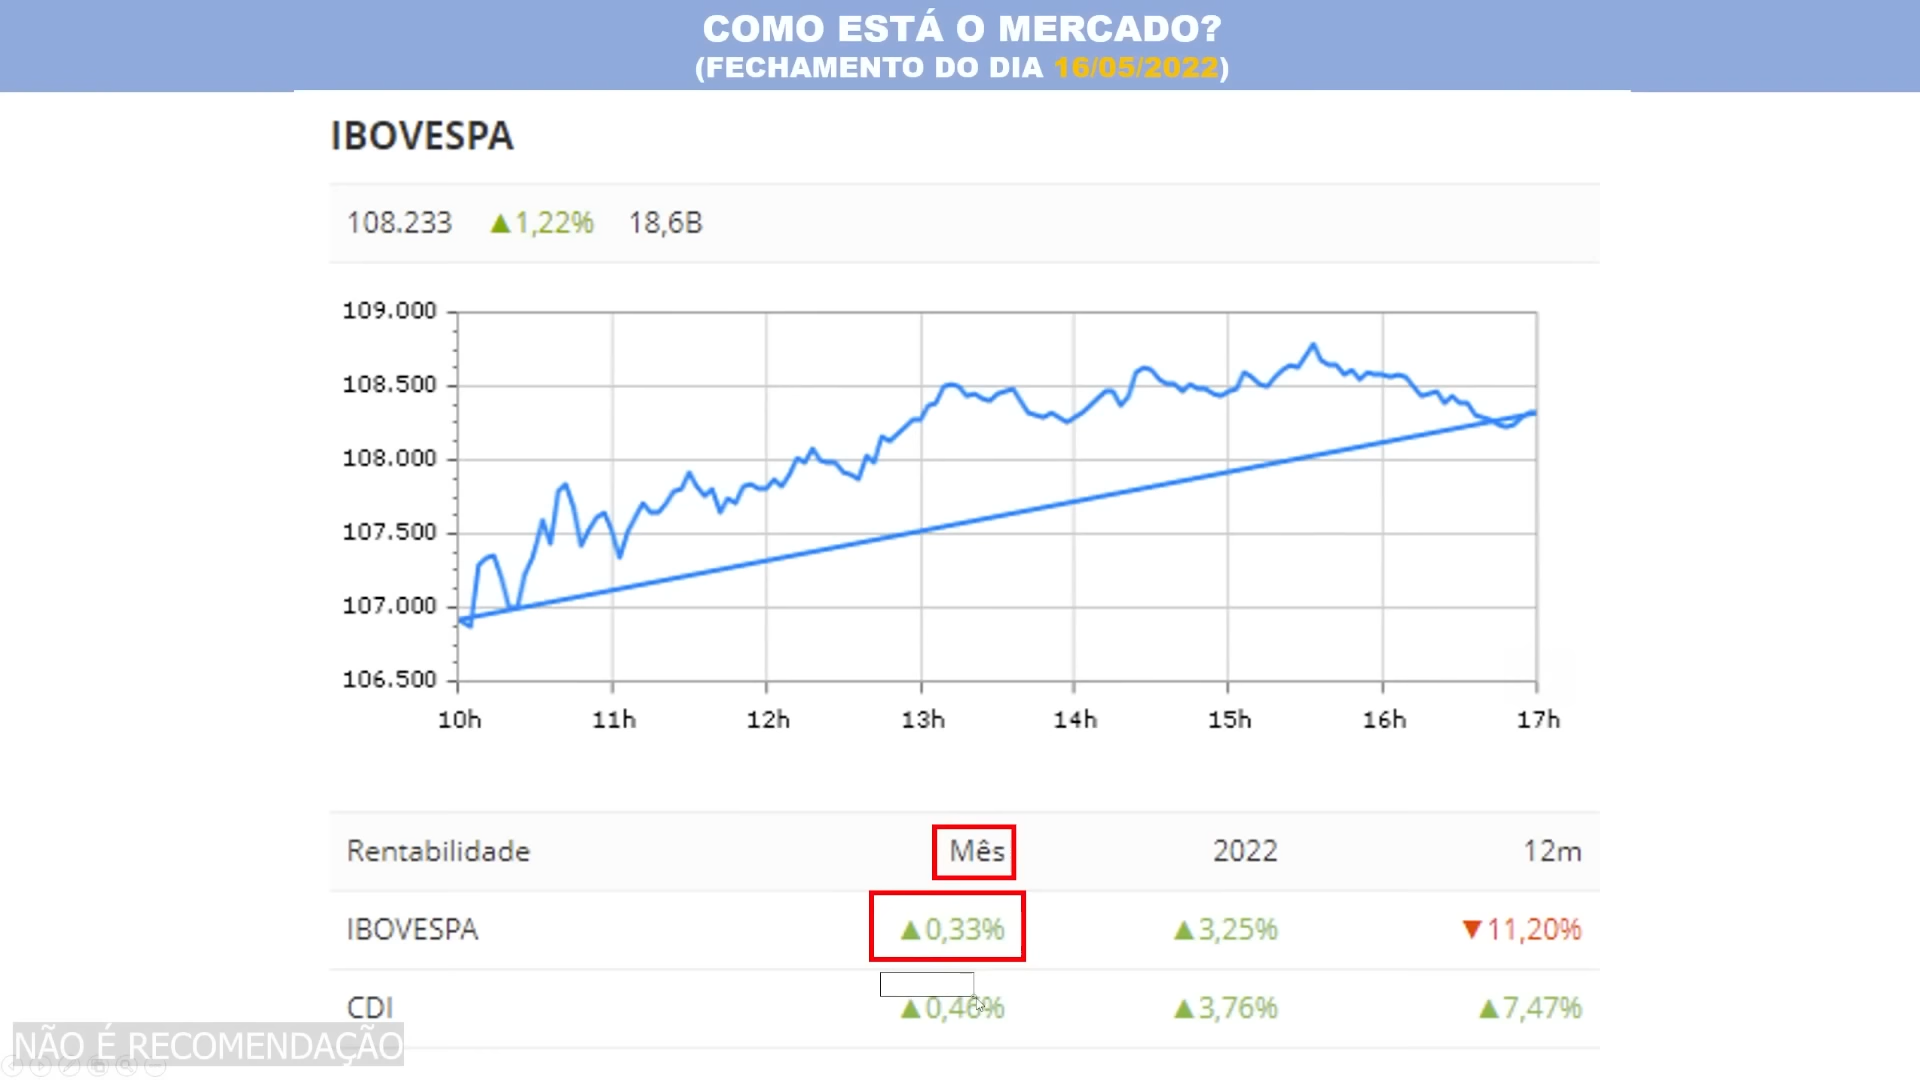 COMO ESTÁ O MERCADO?
(FECHAMENTO DO DIA 16/05/2022)
IBOVESPA
108.233 ▲1,22% 18,6B
109.000
108.500
108.000
107.500
107.000
106.500
10h 11h 12h 13h 14h 15h 16h 17h
Rentabilidade Mês 2022 12m
IBOVESPA ▲0,33% ▲3,25% ▼11,20%
CDI ▲0,46% ▲3,76% ▲7,47%
NÃO É RECOMENDAÇÃO